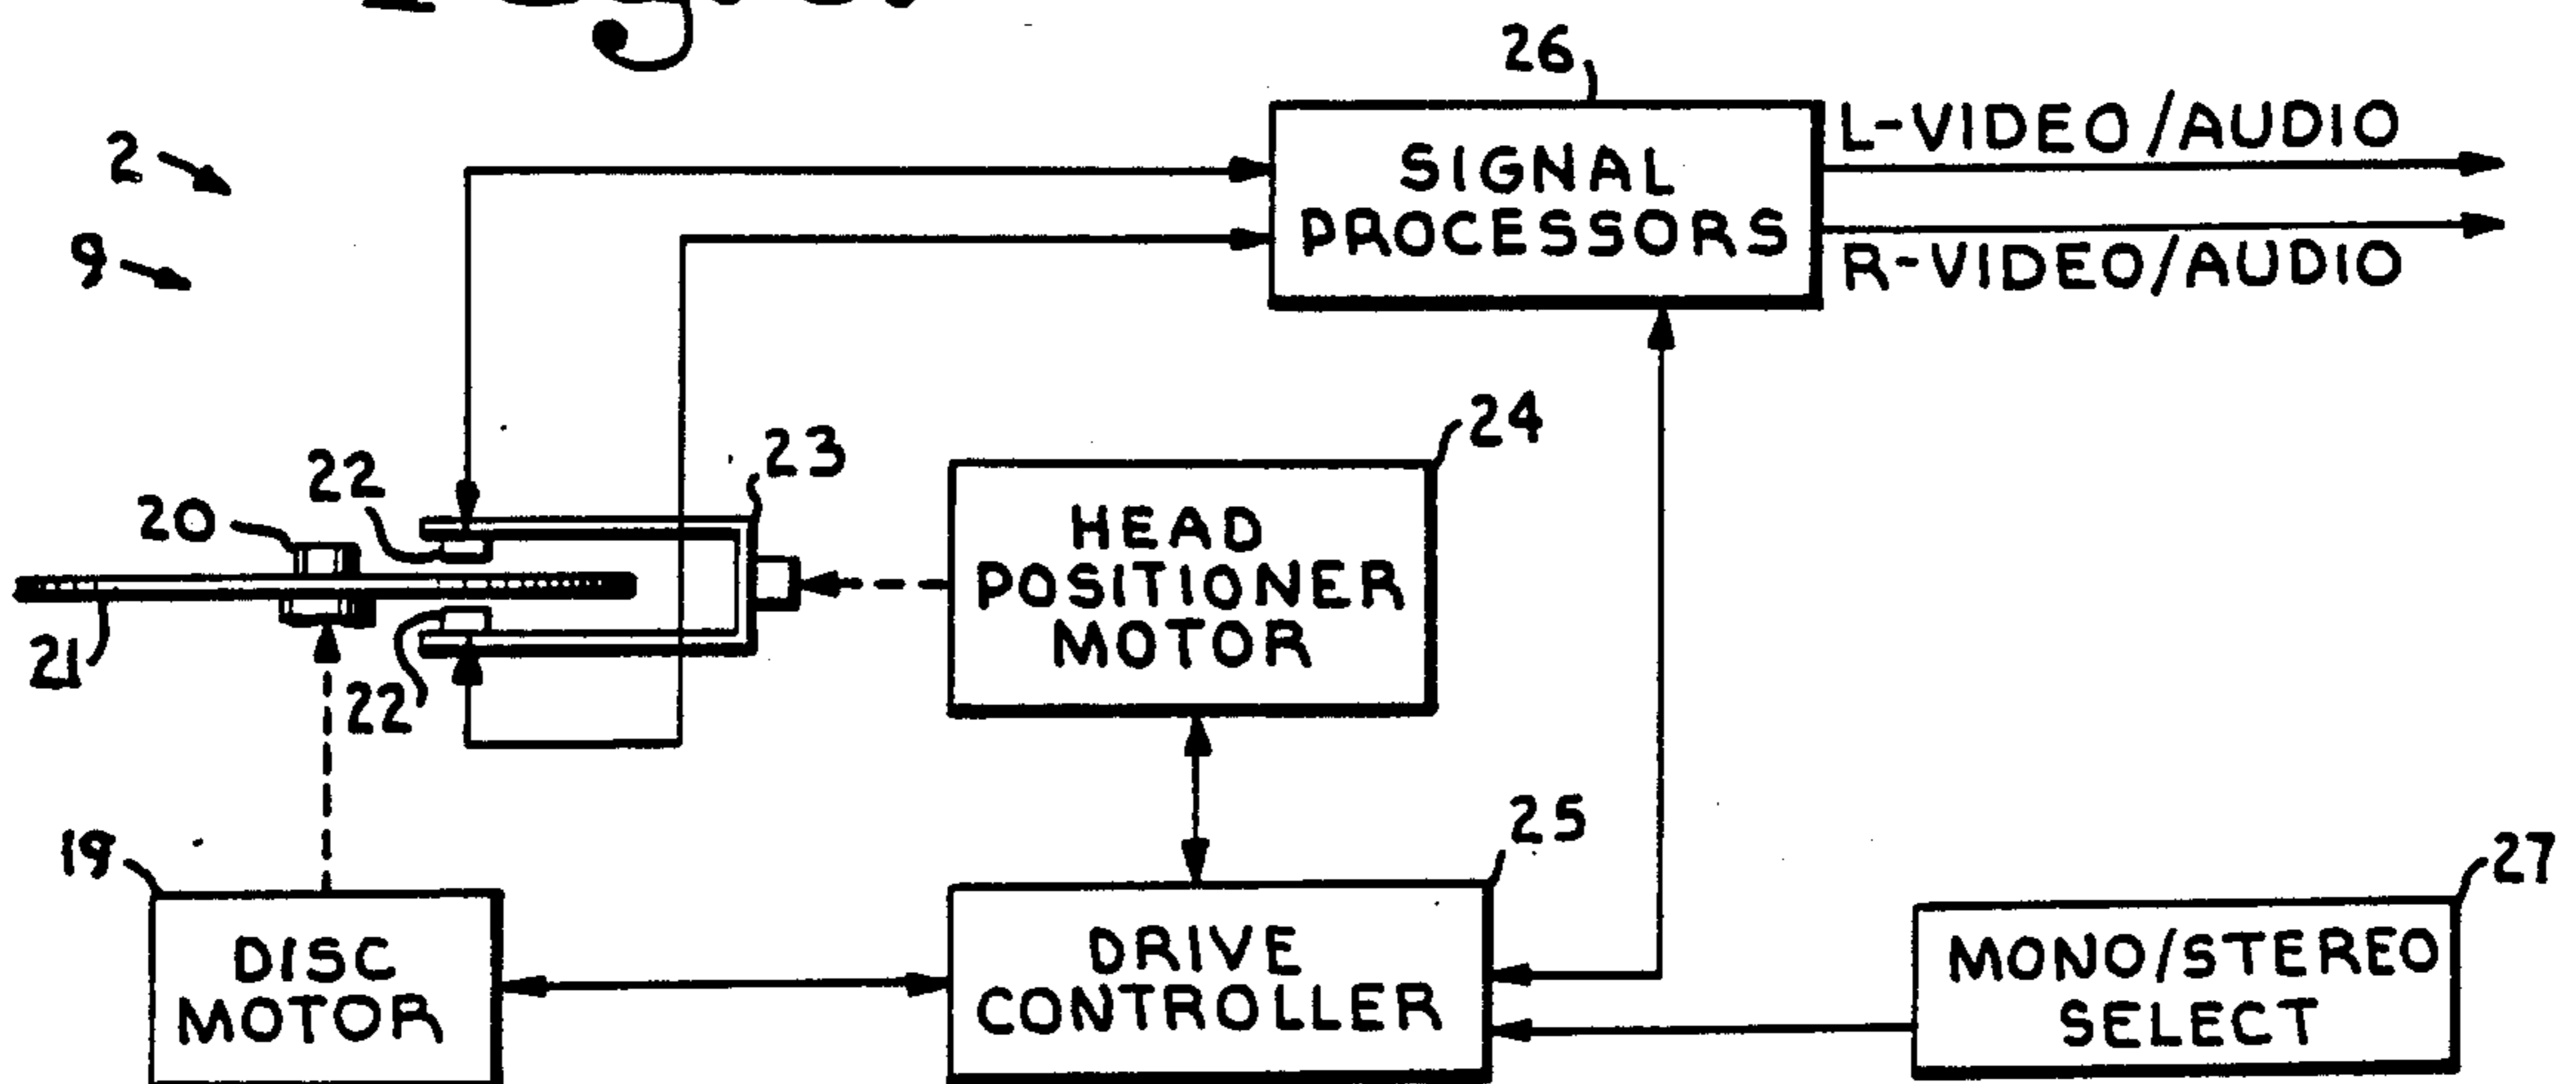 26
L-VIDEO/AUDIO
SIGNAL
PROCESSORS
R-VIDEO/AUDIO
2
9
24
23
22
20
HEAD
POSITIONER
MOTOR
21
22
25
19
27
DISC
MOTOR
DRIVE
CONTROLLER
MONO/STEREO
SELECT